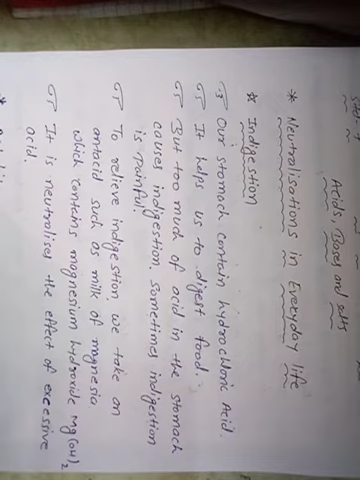 Acids, Bases and salts
* Neutralisations in Everyday life
☆ Indigestion
Our stomach contain hydrochloric Acid.
It helps us to digest food.
But too much of acid in the stomach
causes indigestion. Sometimes indigestion
is painful.
To relieve indigestion, we take an
antacid such as milk of magnesia
which contains magnesium hydroxide Mg(OH)2
It is neutralises the effect of excessive
acid.